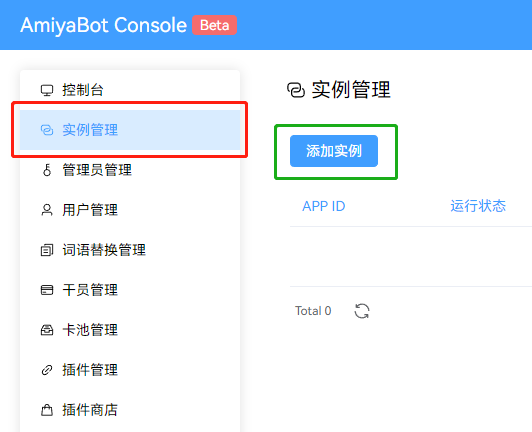 AmiyaBot Console Beta
控制台
实例管理
管理员管理
用户管理
词语替换管理
干员管理
卡池管理
插件管理
插件商店
实例管理
添加实例
APP ID 运行状态
Total 0